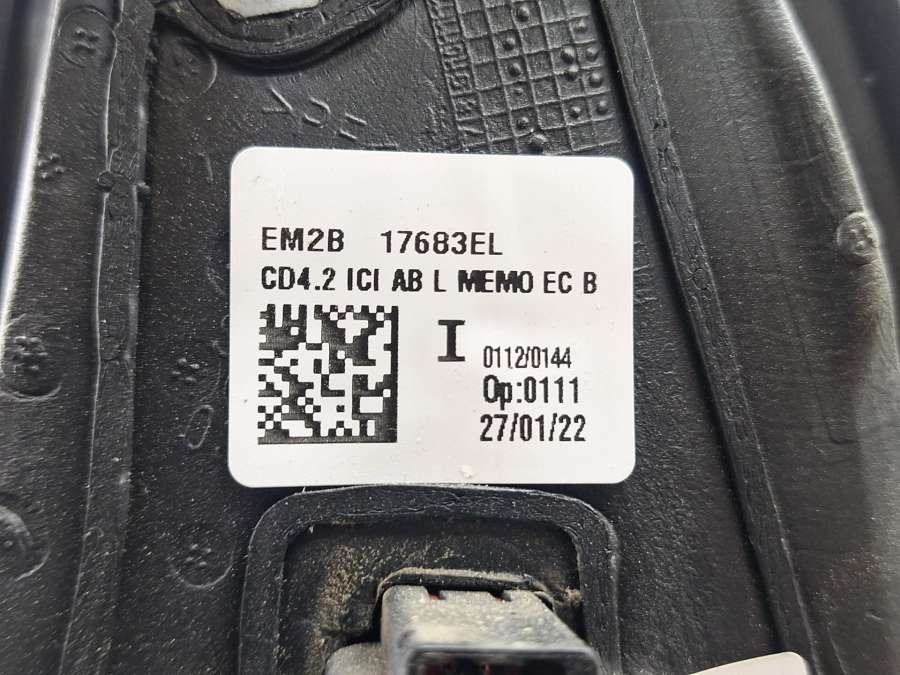 EM2B 17683EL
CD4.2 ICI AB L MEMO EC B
I
0112/0144
Op:0111
27/01/22